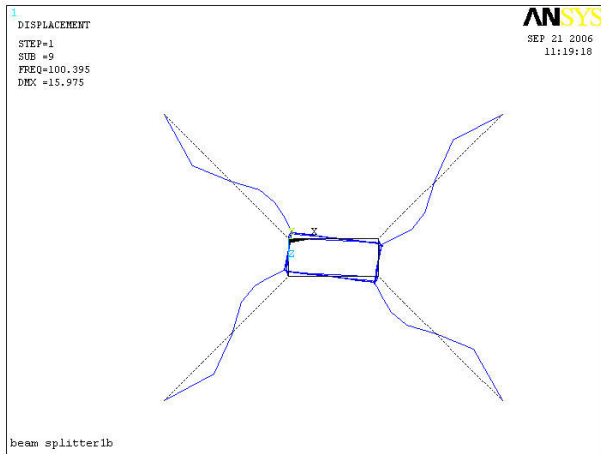 1
DISPLACEMENT
STEP=1
SUB =9
FREQ=100.395
DMX =15.975
ANSYS
SEP 21 2006
11:19:18
Y
X
Z
beam splitter1b